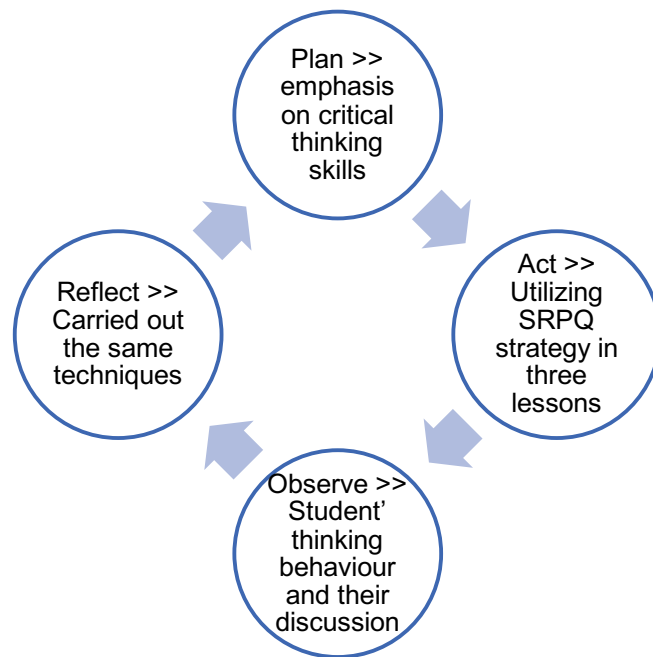 Plan >>
emphasis
on critical
thinking
skills
Act >>
Utilizing
SRPQ
strategy in
three
lessons
Observe >>
Student’
thinking
behaviour
and their
discussion
Reflect >>
Carried out
the same
techniques